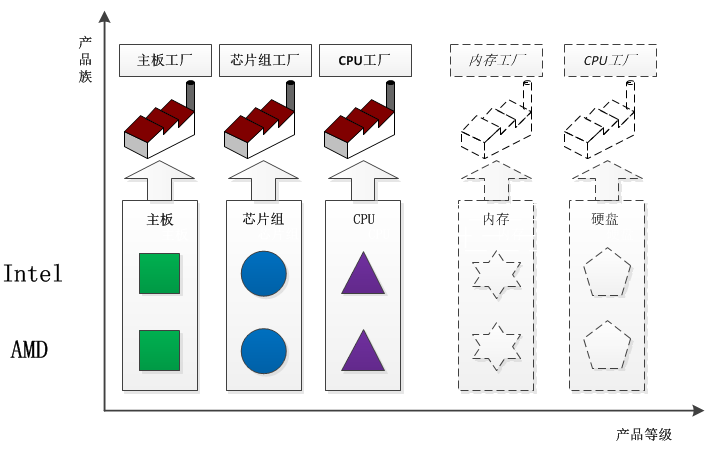 产品族
主板工厂
芯片组工厂
CPU工厂
内存工厂
CPU工厂
主板
芯片组
CPU
内存
硬盘
Intel
AMD
产品等级